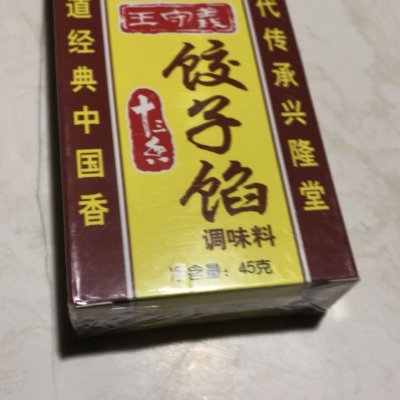 王守義
十三香
饺子馅
调味料
净含量：45克
道经典中国香
代传承兴隆堂